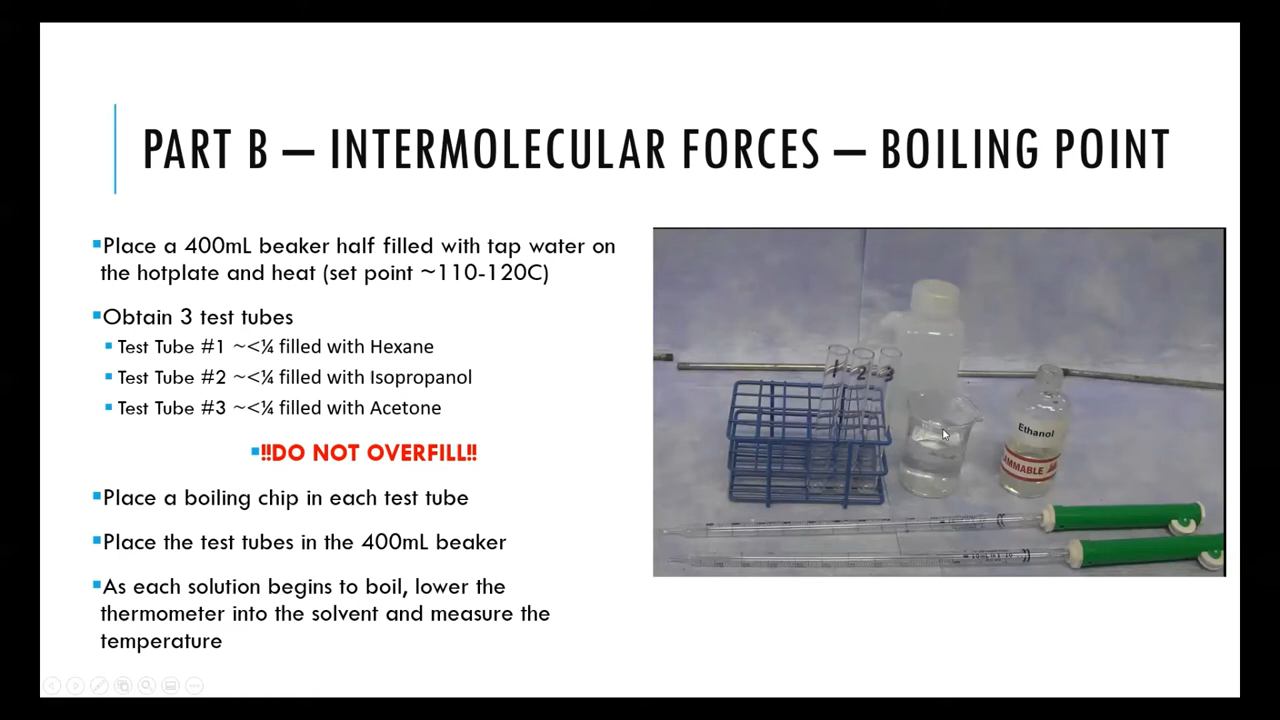 PART B – INTERMOLECULAR FORCES – BOILING POINT
▪Place a 400mL beaker half filled with tap water on
the hotplate and heat (set point ~110-120C)
▪Obtain 3 test tubes
▪ Test Tube #1 ~<¼ filled with Hexane
▪ Test Tube #2 ~<¼ filled with Isopropanol
▪ Test Tube #3 ~<¼ filled with Acetone
▪!!DO NOT OVERFILL!!
▪Place a boiling chip in each test tube
▪Place the test tubes in the 400mL beaker
▪As each solution begins to boil, lower the
thermometer into the solvent and measure the
temperature
1 2 3
Ethanol